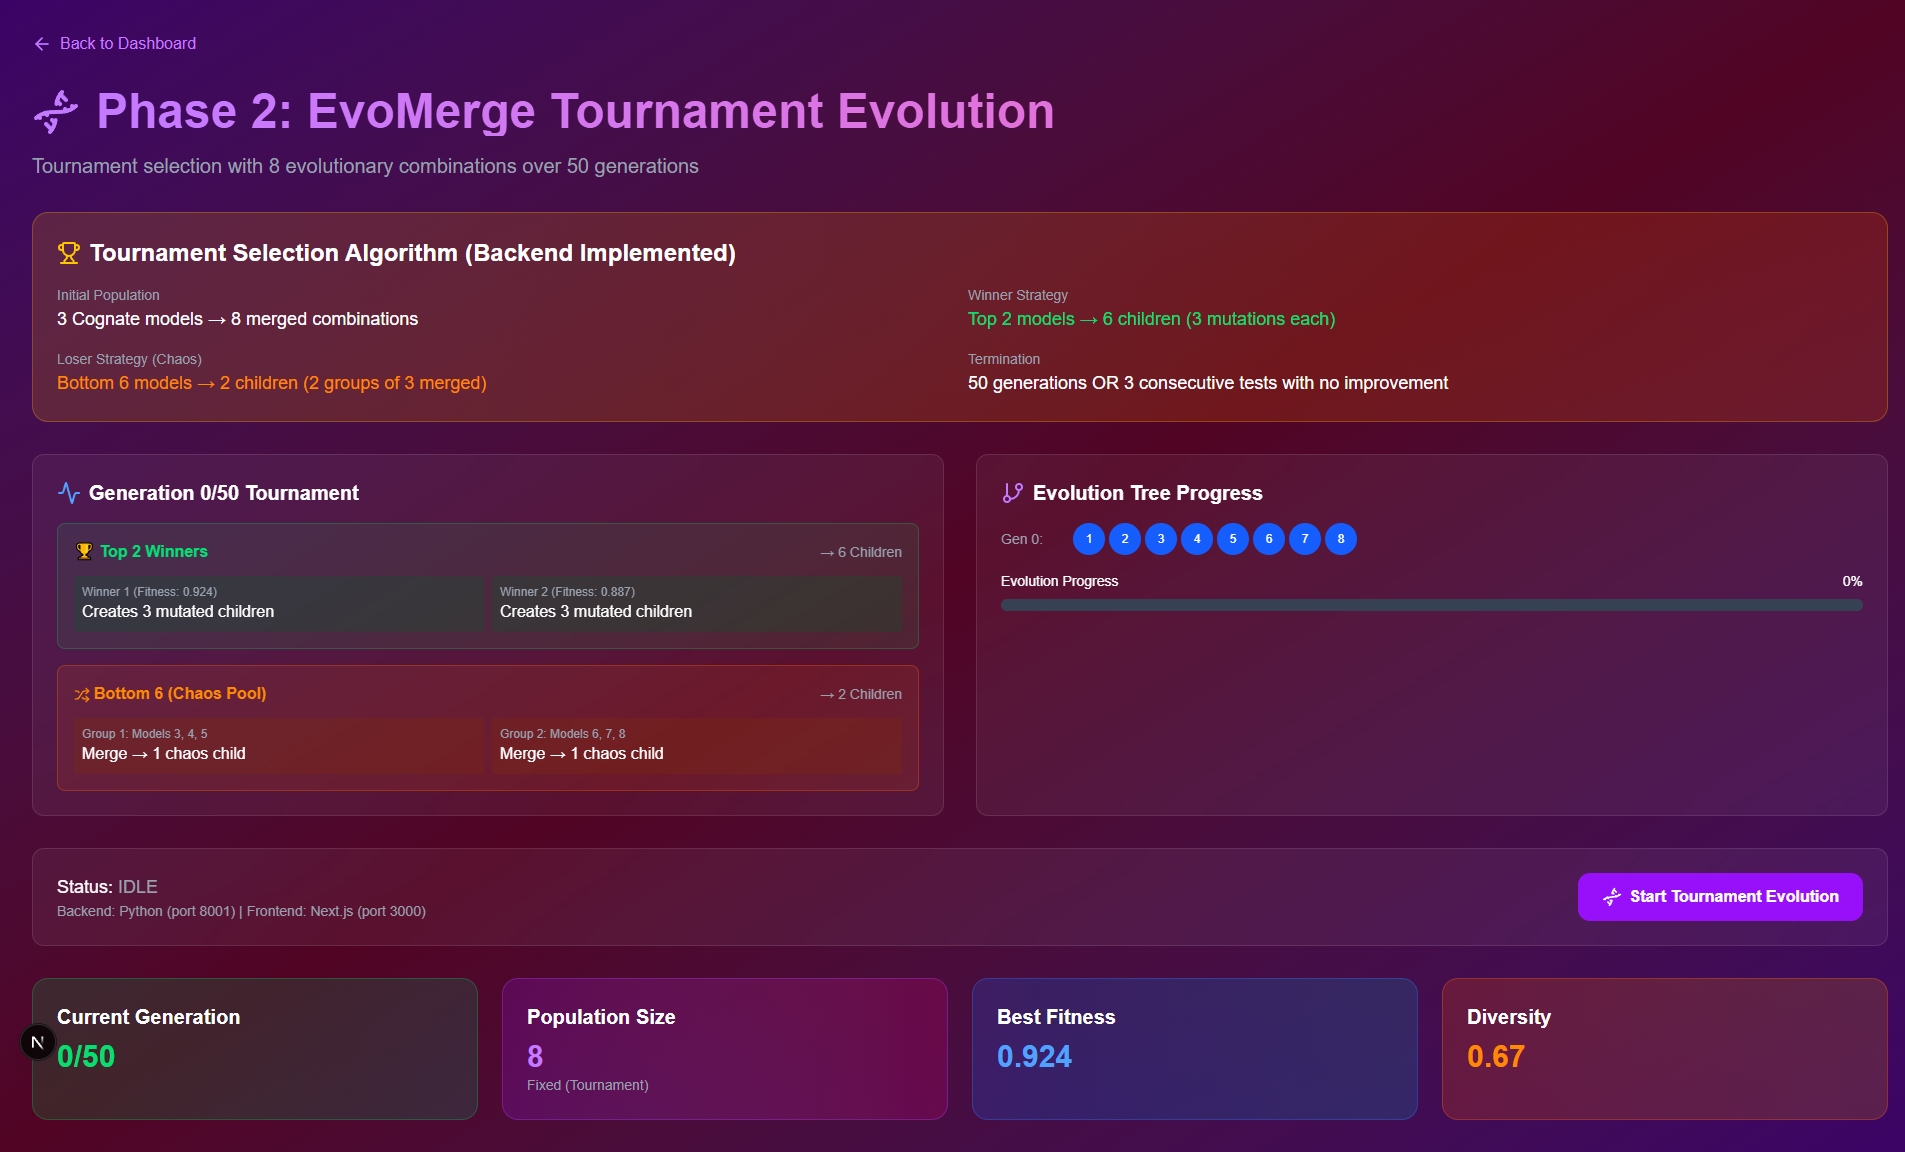 Back to Dashboard
Phase 2: EvoMerge Tournament Evolution
Tournament selection with 8 evolutionary combinations over 50 generations
Tournament Selection Algorithm (Backend Implemented)
Initial Population
3 Cognate models → 8 merged combinations
Winner Strategy
Top 2 models → 6 children (3 mutations each)
Loser Strategy (Chaos)
Bottom 6 models → 2 children (2 groups of 3 merged)
Termination
50 generations OR 3 consecutive tests with no improvement
Generation 0/50 Tournament
Top 2 Winners
→ 6 Children
Winner 1 (Fitness: 0.924)
Creates 3 mutated children
Winner 2 (Fitness: 0.887)
Creates 3 mutated children
Bottom 6 (Chaos Pool)
→ 2 Children
Group 1: Models 3, 4, 5
Merge → 1 chaos child
Group 2: Models 6, 7, 8
Merge → 1 chaos child
Evolution Tree Progress
Gen 0: 1 2 3 4 5 6 7 8
Evolution Progress 0%
Status: IDLE
Backend: Python (port 8001) | Frontend: Next.js (port 3000)
Start Tournament Evolution
Current Generation
0/50
N
Population Size
8
Fixed (Tournament)
Best Fitness
0.924
Diversity
0.67